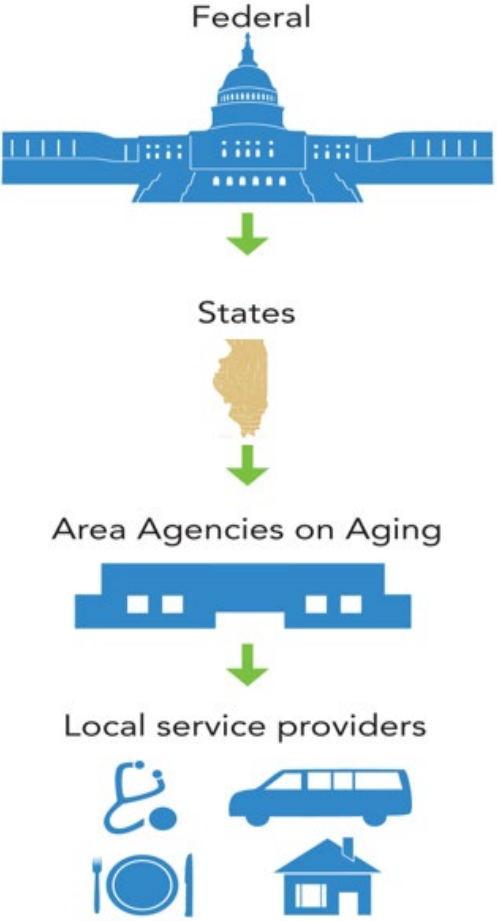 Federal
States
Area Agencies on Aging
Local service providers